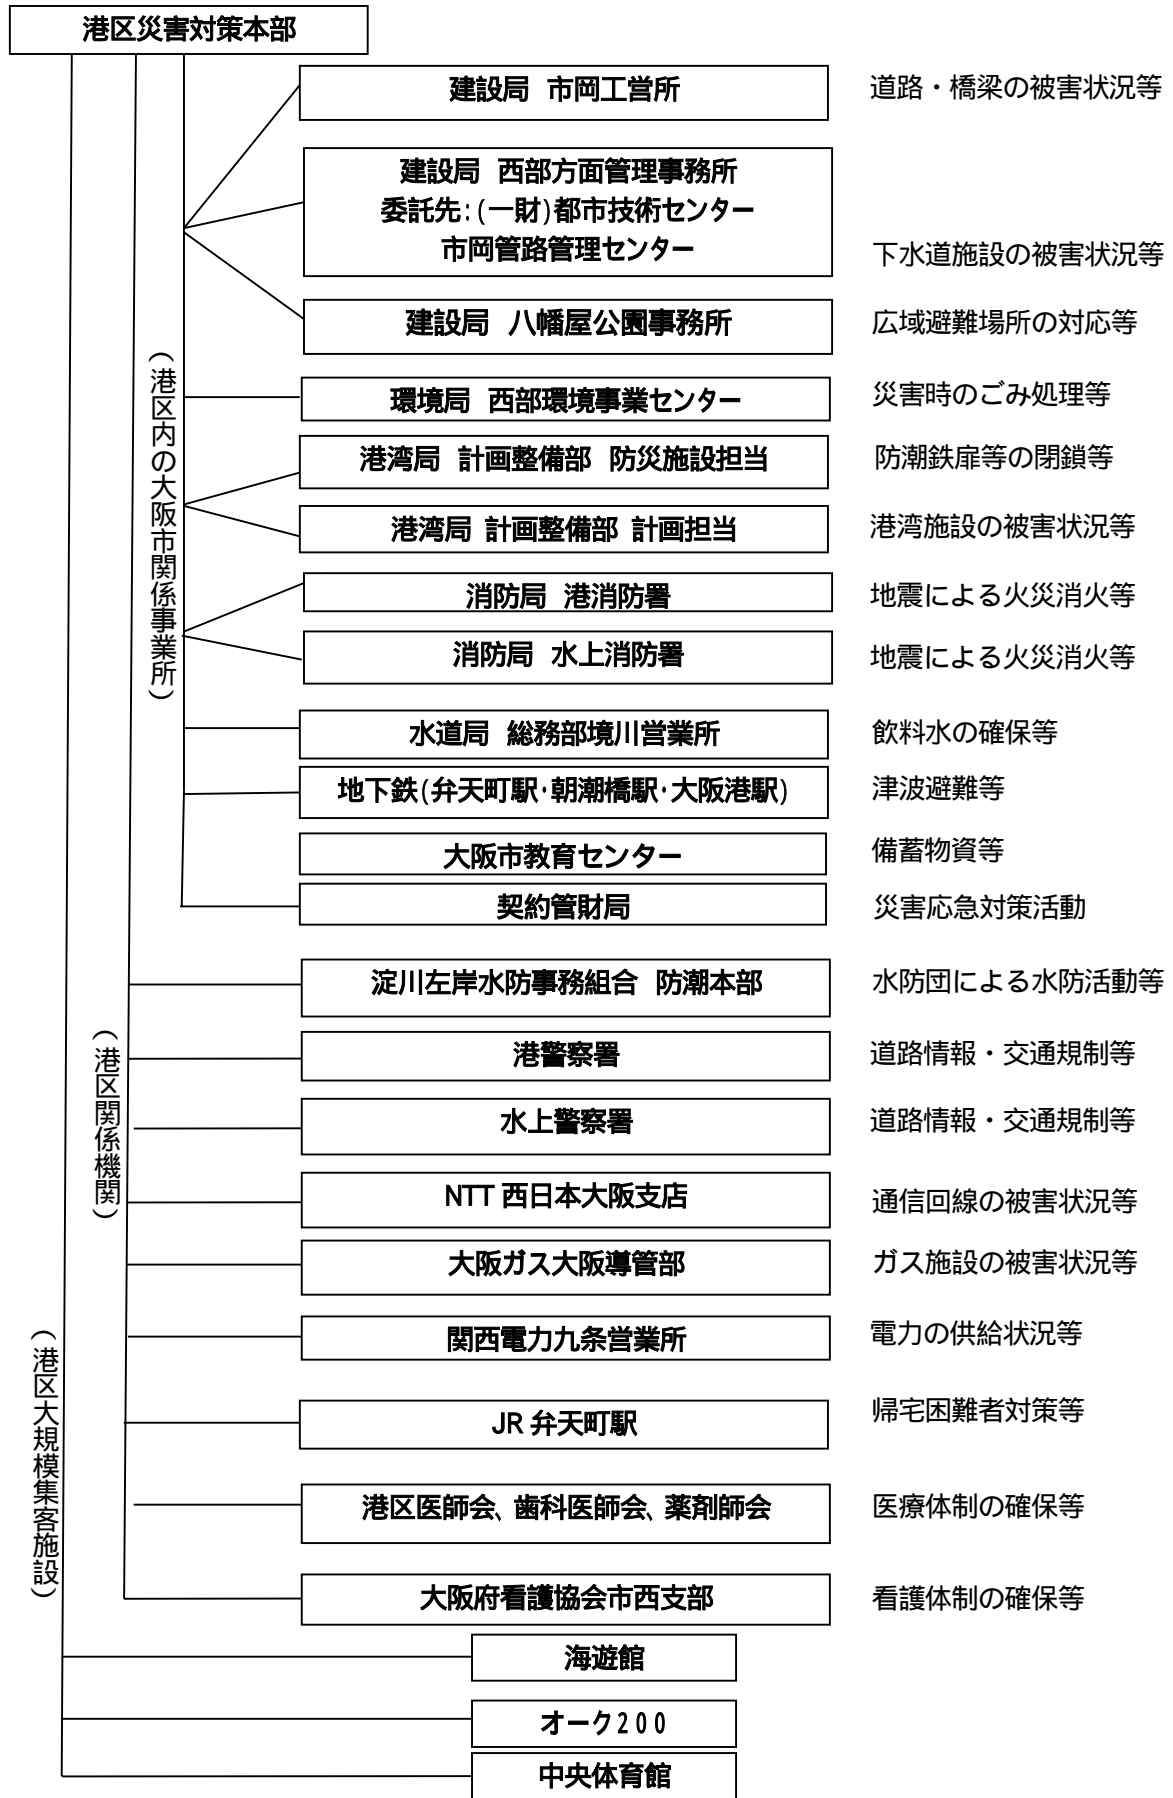 港区災害対策本部
建設局 市岡工営所
道路・橋梁の被害状況等
建設局 西部方面管理事務所
委託先:(一財)都市技術センター
市岡管路管理センター
下水道施設の被害状況等
建設局 八幡屋公園事務所
広域避難場所の対応等
(港区内の大阪市関係事業所)
環境局 西部環境事業センター
災害時のごみ処理等
港湾局 計画整備部 防災施設担当
防潮鉄扉等の閉鎖等
港湾局 計画整備部 計画担当
港湾施設の被害状況等
消防局 港消防署
地震による火災消火等
消防局 水上消防署
地震による火災消火等
水道局 総務部境川営業所
飲料水の確保等
地下鉄(弁天町駅・朝潮橋駅・大阪港駅)
津波避難等
大阪市教育センター
備蓄物資等
契約管財局
災害応急対策活動
淀川左岸水防事務組合 防潮本部
水防団による水防活動等
(港区関係機関)
港警察署
道路情報・交通規制等
水上警察署
道路情報・交通規制等
NTT 西日本大阪支店
通信回線の被害状況等
大阪ガス大阪導管部
ガス施設の被害状況等
関西電力九条営業所
電力の供給状況等
(港区大規模集客施設)
JR 弁天町駅
帰宅困難者対策等
港区医師会、歯科医師会、薬剤師会
医療体制の確保等
大阪府看護協会市西支部
看護体制の確保等
海遊館
オーク200
中央体育館